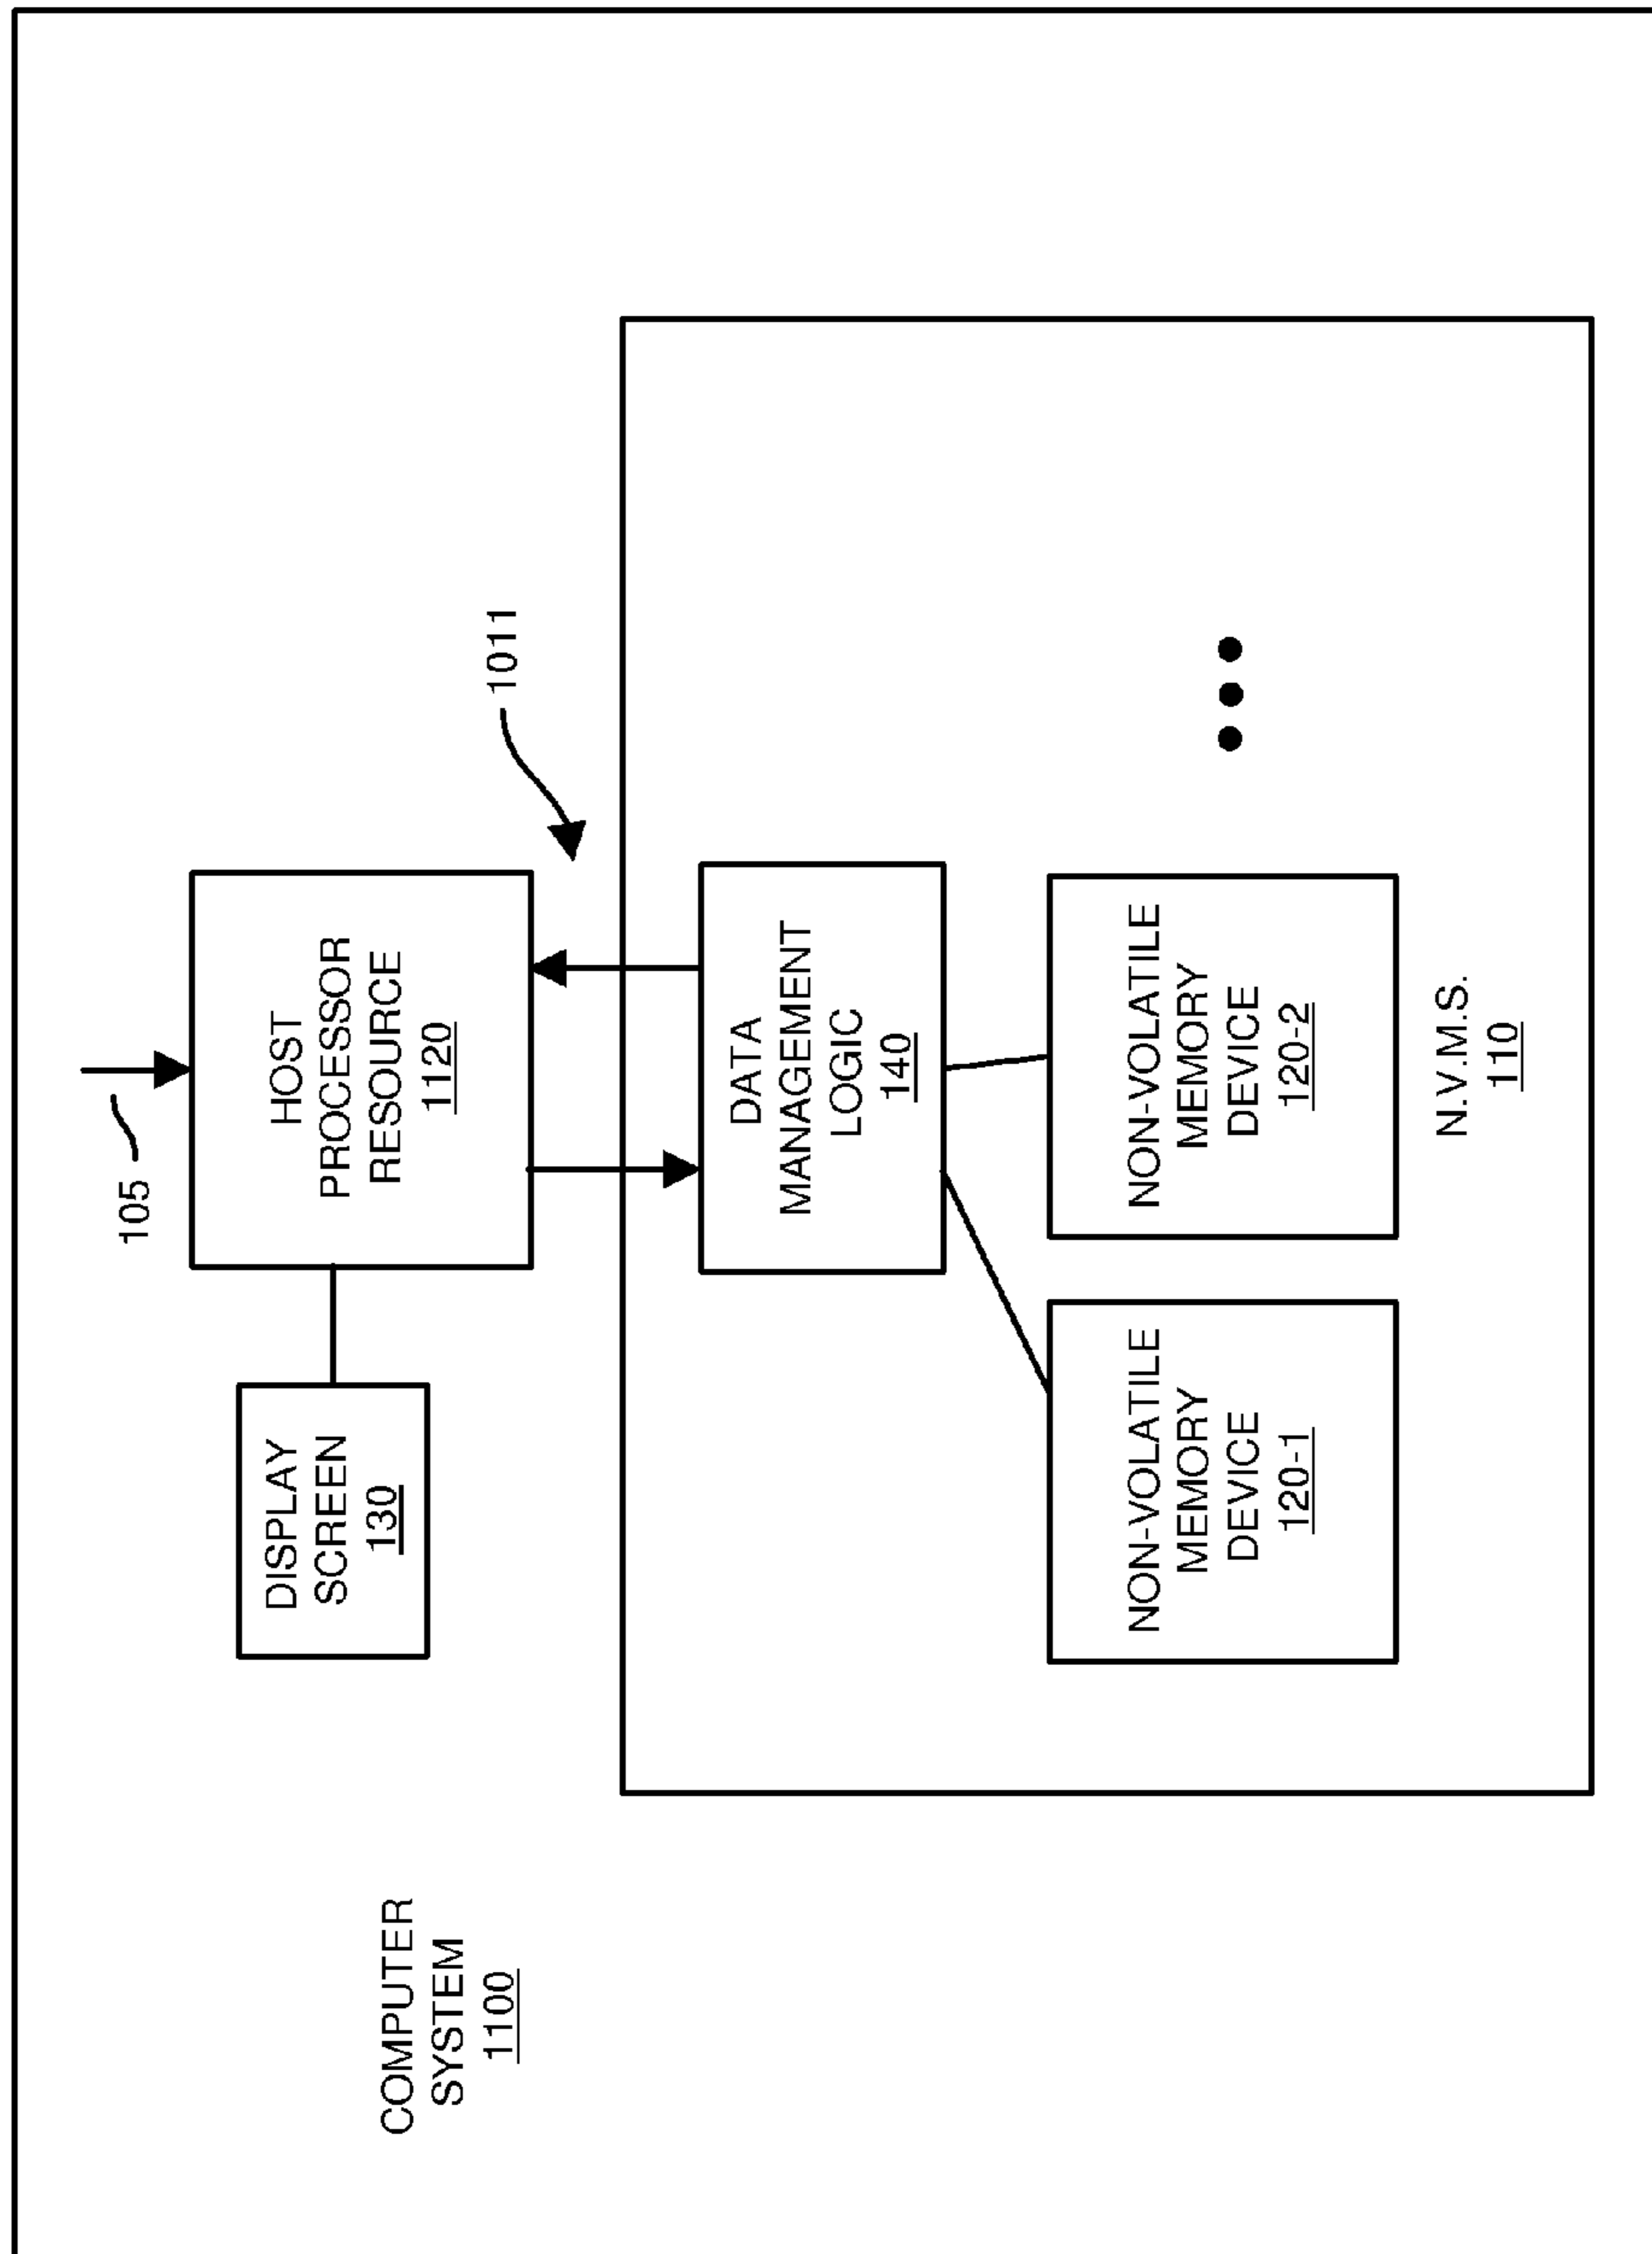 COMPUTER
SYSTEM
1100
105
DISPLAY
SCREEN
130
HOST
PROCESSOR
RESOURCE
1120
1011
DATA
MANAGEMENT
LOGIC
140
NON-VOLATILE
MEMORY
DEVICE
120-1
NON-VOLATILE
MEMORY
DEVICE
120-2
N.V.M.S.
110